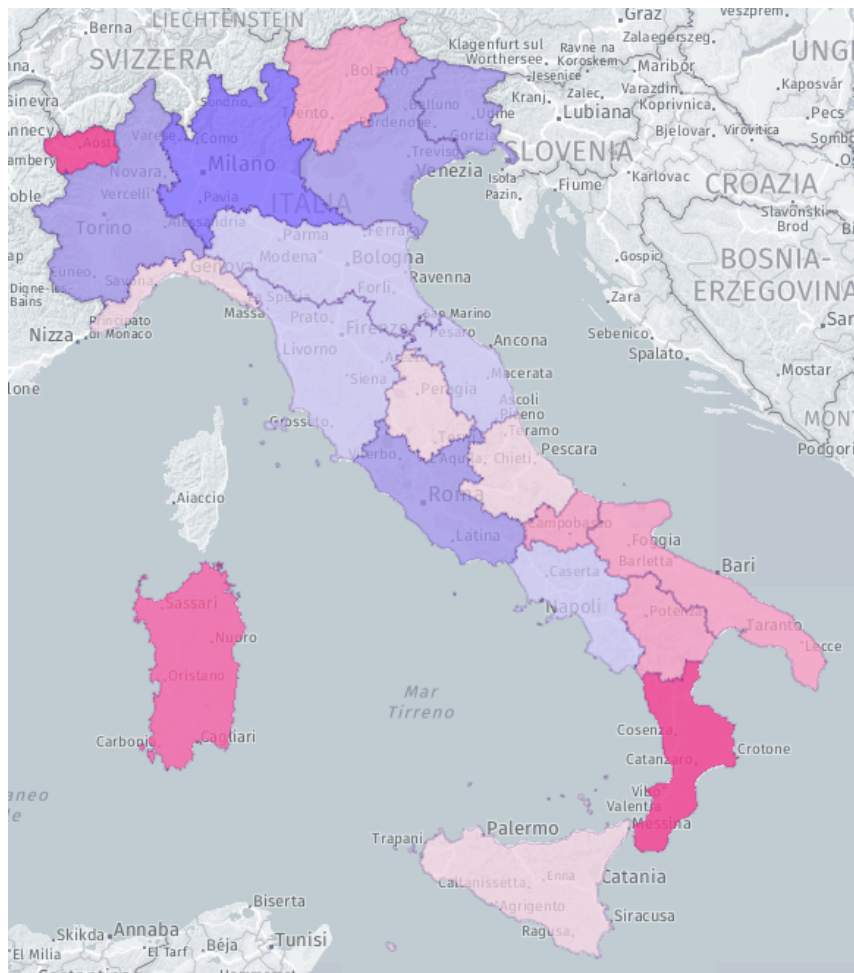 LIECHTENSTEIN
Graz
Veszprém.
Berna
Zalaegerszeg
Klagenfurt sul
Wörthersee
Ravne na
Koroskem
SVIZZERA
UNGH
Bolzano
Maribor
Jesenice
Ginevra
Sondrio
Belluno
Kranj
Zalec
Varazdin
Kaposvár
Trento
Udine
Lubiana
Koprivnica
Pecs
Annecy
Varese
Como
Pordenone
Gorizia
Bjelovar
Virovitica
Aosta
Milano
Treviso
SLOVENIA
Novara
Venezia
Isola
Karlovac
Vercelli
Pavia
Pazin
Fiume
CROAZIA
ITALIA
Torino
Alessandria
Parma
Ferrara
Slavonski
Brod
Modena
Bologna
Gospic
BOSNIA-
Cuneo
Savona
Genova
Ravenna
ERZEGOVINA
Digne-les-
Bains
La Spezia
Forlì
Zara
Principato
di Monaco
Massa
Prato
San Marino
Nizza
Firenze
Pesaro
Sebenico
Livorno
Ancona
Spalato
Arezzo
Mostar
Siena
Perugia
Macerata
Ascoli
Piceno
Grosseto
Terni
Teramo
MONT
Viterbo
L'Aquila
Chieti
Pescara
Podgori
Aiaccio
Roma
Campobasso
Latina
Foggia
Barletta
Bari
Caserta
Sassari
Napoli
Potenza
Nuoro
Taranto
Lecce
Oristano
Mar
Tirreno
Carbonia
Cagliari
Cosenza
Crotone
Catanzaro
Vibo
Valentia
Messina
Palermo
Trapani
Caltanissetta
Enna
Catania
Agrigento
Siracusa
Ragusa
Biserta
Skikda
Annaba
El Milia
El Tarf
Béja
Tunisi